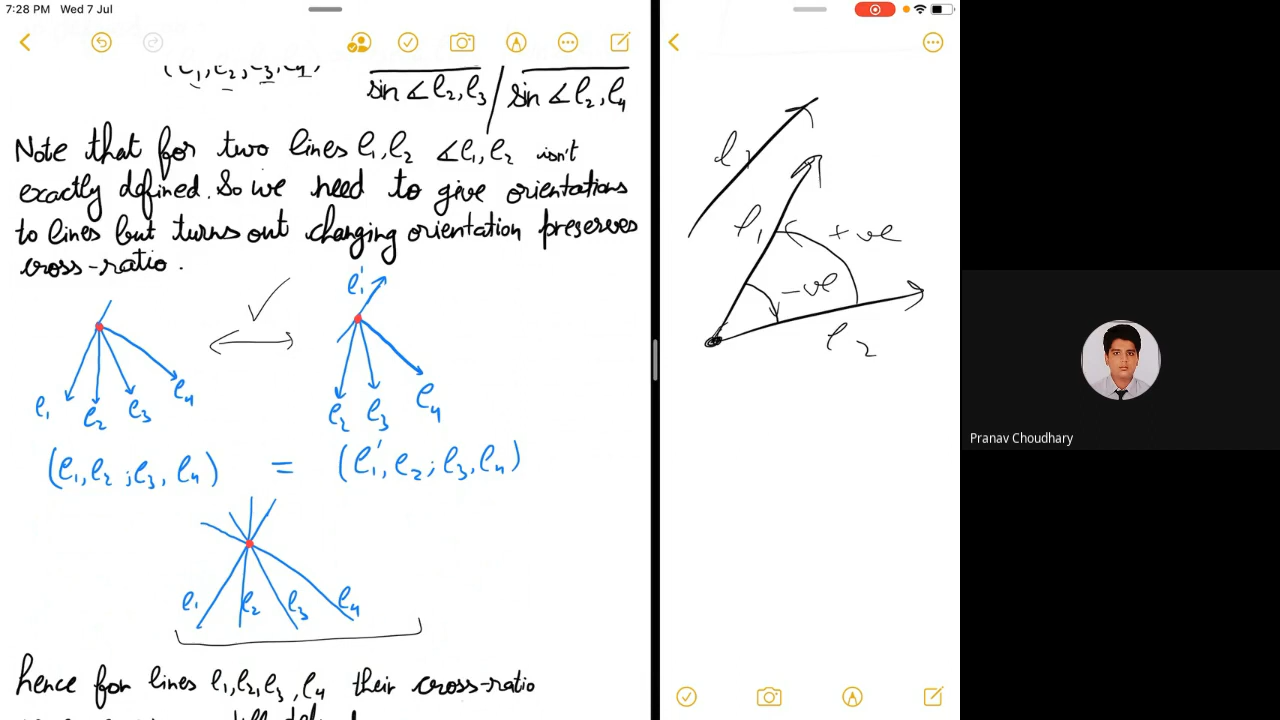 7:28 PM Wed 7 Jul
sin ∡ℓ₂,ℓ₃ / sin ∡ℓ₂,ℓ₄
Note that for two lines ℓ₁,ℓ₂ ∡ℓ₁,ℓ₂ isn't
exactly defined. So we need to give orientations
to lines but turns out changing orientation preserves
cross-ratio.
ℓ₁'
ℓ₁ ℓ₂ ℓ₃ ℓ₄
ℓ₂ ℓ₃ ℓ₄
(ℓ₁,ℓ₂;ℓ₃,ℓ₄) = (ℓ₁',ℓ₂;ℓ₃,ℓ₄)
ℓ₁ ℓ₂ ℓ₃ ℓ₄
hence for lines ℓ₁,ℓ₂,ℓ₃,ℓ₄ their cross-ratio
ℓ₁ +ve
-ve
ℓ₂
Pranav Choudhary